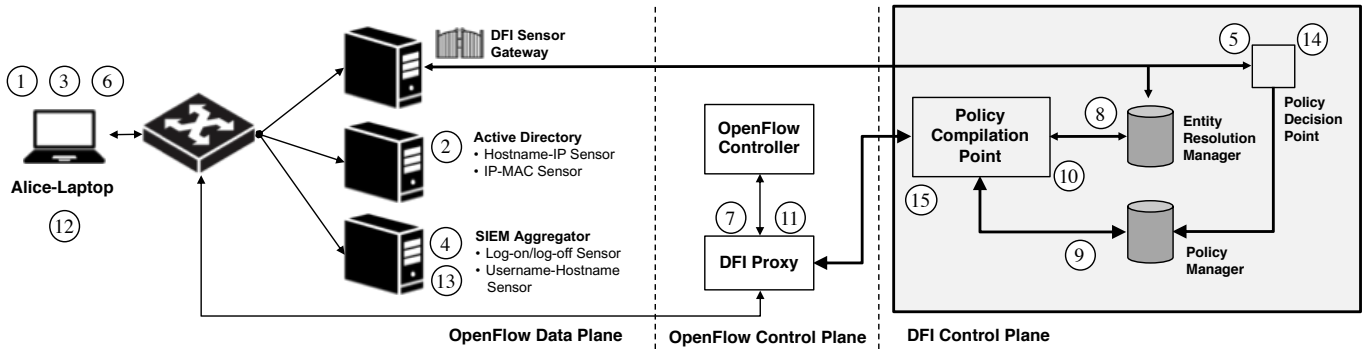 DFI Sensor
Gateway
5
14
1
3
6
Policy
Decision
Point
Policy
Compilation
Point
8
Entity
Resolution
Manager
OpenFlow
Controller
2
Active Directory
• Hostname-IP Sensor
• IP-MAC Sensor
Alice-Laptop
12
10
15
7
11
4
SIEM Aggregator
• Log-on/log-off Sensor
• Username-Hostname
Sensor
13
DFI Proxy
9
Policy
Manager
OpenFlow Data Plane
OpenFlow Control Plane
DFI Control Plane